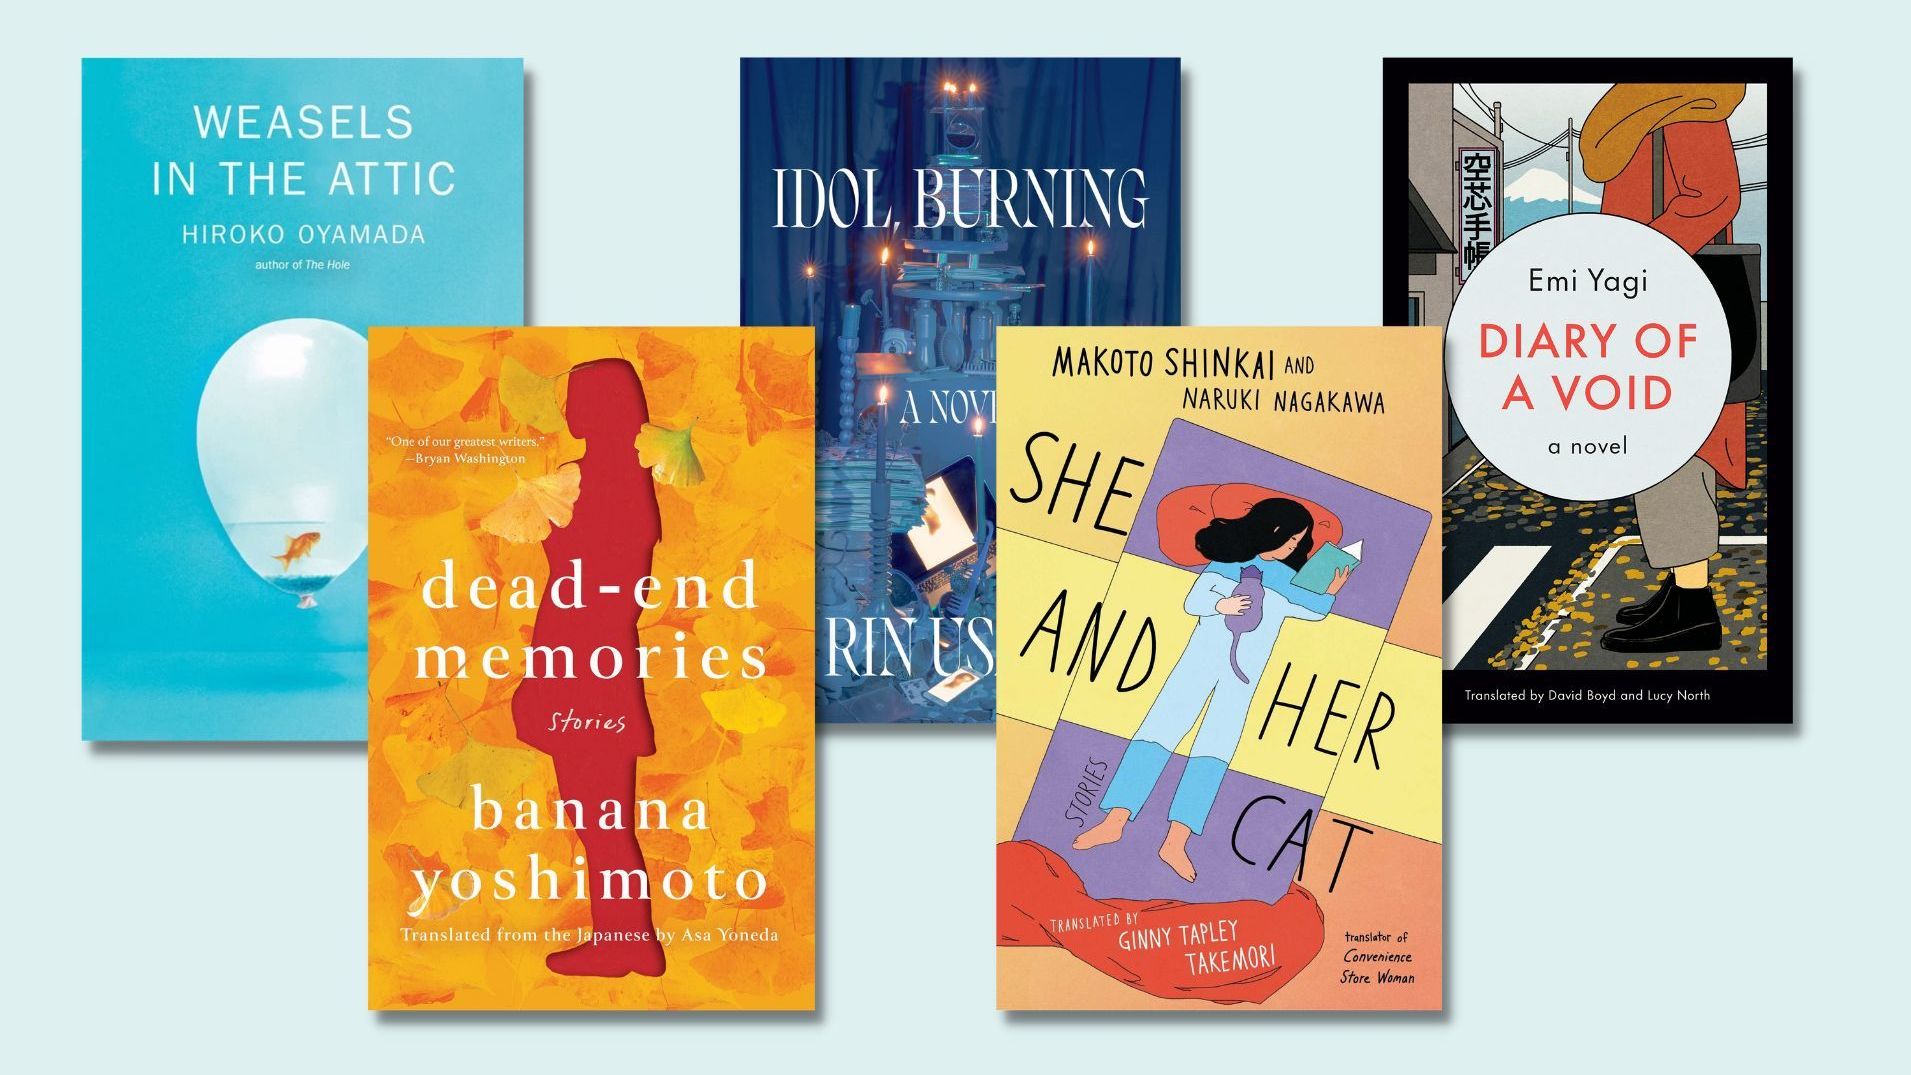 WEASELS
IN THE ATTIC
HIROKO OYAMADA
author of The Hole
“One of our greatest writers.”
—Bryan Washington
dead-end
memories
stories
banana
yoshimoto
Translated from the Japanese by Asa Yoneda
IDOL, BURNING
A NOVE
RIN US
MAKOTO SHINKAI AND
NARUKI NAGAKAWA
SHE
AND
HER
CAT
STORIES
TRANSLATED BY
GINNY TAPLEY
TAKEMORI
translator of
Convenience
Store Woman
空芯手帳
Emi Yagi
DIARY OF
A VOID
a novel
Translated by David Boyd and Lucy North